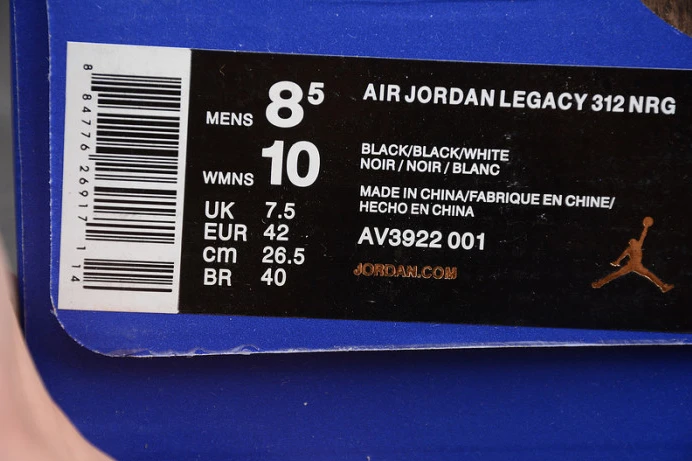 8 84776 26917 1 14
MENS 8⁵
WMNS 10
UK 7.5
EUR 42
cm 26.5
BR 40
AIR JORDAN LEGACY 312 NRG
BLACK/BLACK/WHITE
NOIR / NOIR / BLANC
MADE IN CHINA/FABRIQUE EN CHINE/
HECHO EN CHINA
AV3922 001
JORDAN.COM